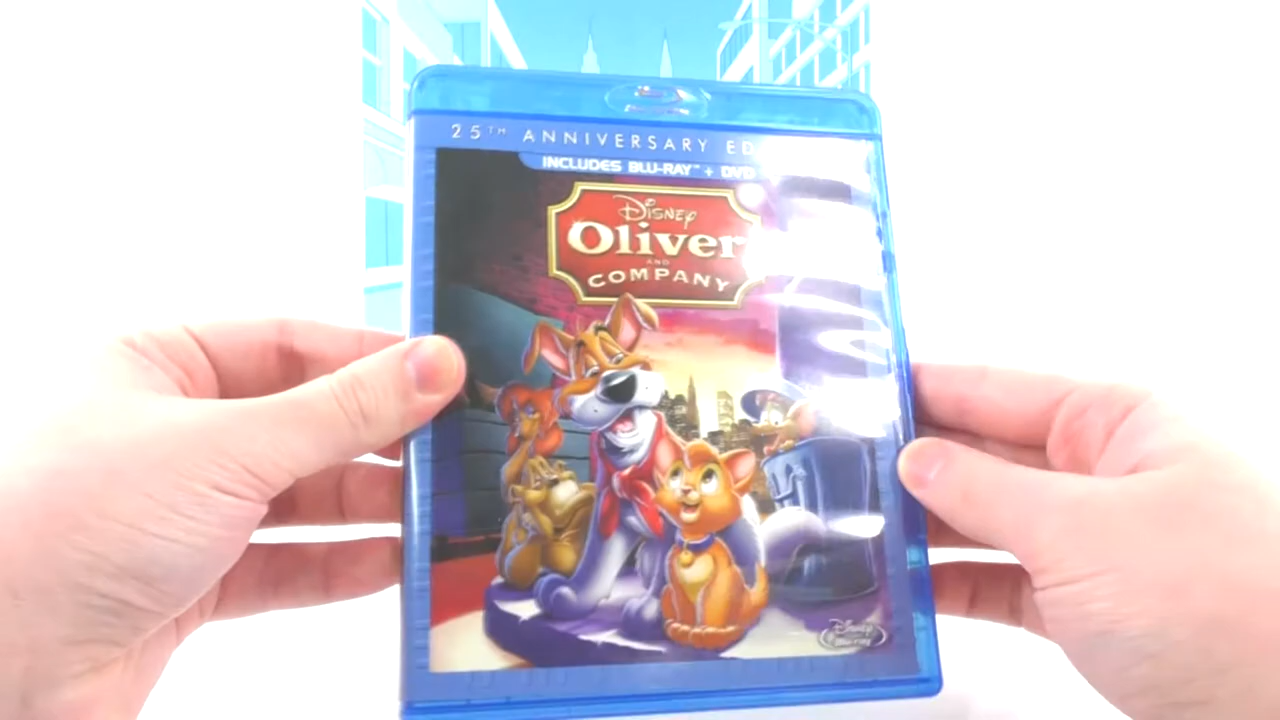 25TH ANNIVERSARY ED
INCLUDES BLU-RAY™ + DVD
Disney
Oliver
AND
COMPANY
Disney
Blu-ray